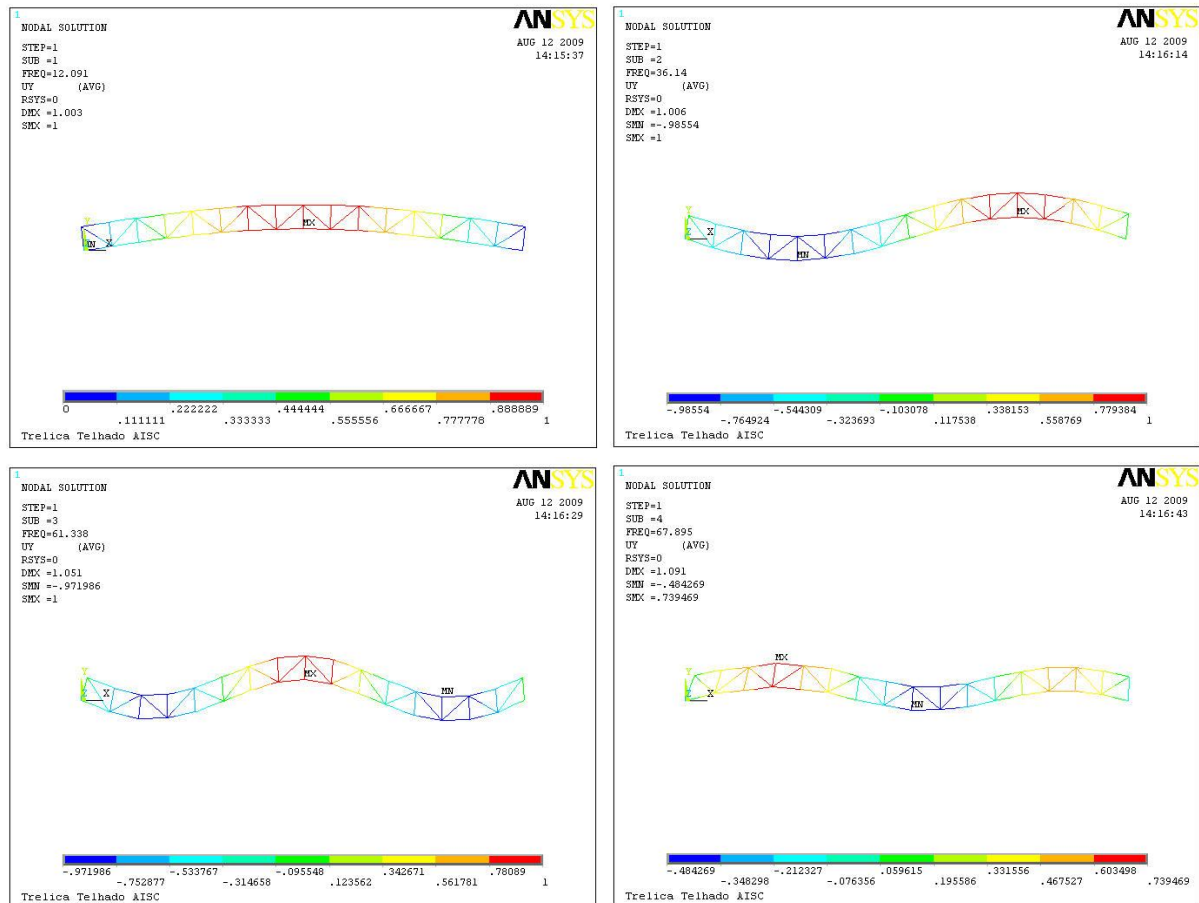 1
ANSYS
NODAL SOLUTION
AUG 12 2009
14:15:37
STEP=1
SUB =1
FREQ=12.091
UY (AVG)
RSYS=0
DMX =1.003
SMX =1
Y
MN X
MX
0 .222222 .444444 .666667 .888889
.111111 .333333 .555556 .777778 1
Trelica Telhado AISC
1
ANSYS
NODAL SOLUTION
AUG 12 2009
14:16:14
STEP=1
SUB =2
FREQ=36.14
UY (AVG)
RSYS=0
DMX =1.006
SMN =-.98554
SMX =1
Y
Z X
MX
MN
-.98554 -.544309 -.103078 .338153 .779384
-.764924 -.323693 .117538 .558769 1
Trelica Telhado AISC
1
ANSYS
NODAL SOLUTION
AUG 12 2009
14:16:29
STEP=1
SUB =3
FREQ=61.338
UY (AVG)
RSYS=0
DMX =1.051
SMN =-.971986
SMX =1
Y
Z X
MX
MN
-.971986 -.533767 -.095548 .342671 .78089
-.752877 -.314658 .123562 .561781 1
Trelica Telhado AISC
1
ANSYS
NODAL SOLUTION
AUG 12 2009
14:16:43
STEP=1
SUB =4
FREQ=67.895
UY (AVG)
RSYS=0
DMX =1.091
SMN =-.484269
SMX =.739469
MX
Y
Z X
MN
-.484269 -.212327 .059615 .331556 .603498
-.348298 -.076356 .195586 .467527 .739469
Trelica Telhado AISC